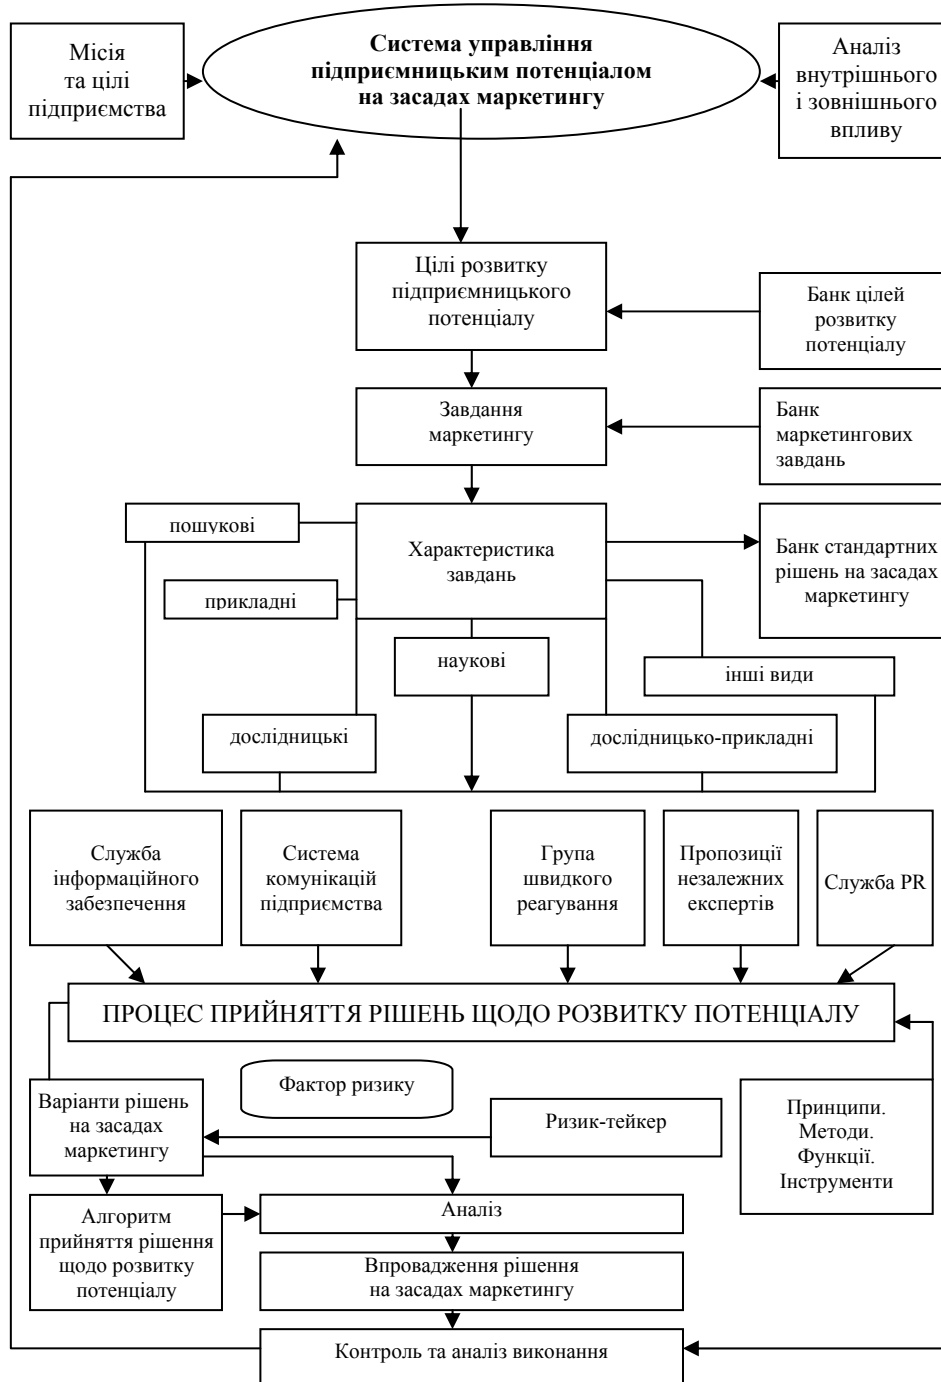 Місія
та цілі
підприємства
Система управління
підприємницьким потенціалом
на засадах маркетингу
Аналіз
внутрішнього
і зовнішнього
впливу
Цілі розвитку
підприємницького
потенціалу
Банк цілей
розвитку
потенціалу
Завдання
маркетингу
Банк
маркетингових
завдань
пошукові
Характеристика
завдань
Банк стандартних
рішень на засадах
маркетингу
прикладні
наукові
інші види
дослідницькі
дослідницько-прикладні
Служба
інформаційного
забезпечення
Система
комунікацій
підприємства
Група
швидкого
реагування
Пропозиції
незалежних
експертів
Служба PR
ПРОЦЕС ПРИЙНЯТТЯ РІШЕНЬ ЩОДО РОЗВИТКУ ПОТЕНЦІАЛУ
Фактор ризику
Варіанти рішень
на засадах
маркетингу
Ризик-тейкер
Принципи.
Методи.
Функції.
Інструменти
Алгоритм
прийняття рішення
щодо розвитку
потенціалу
Аналіз
Впровадження рішення
на засадах маркетингу
Контроль та аналіз виконання